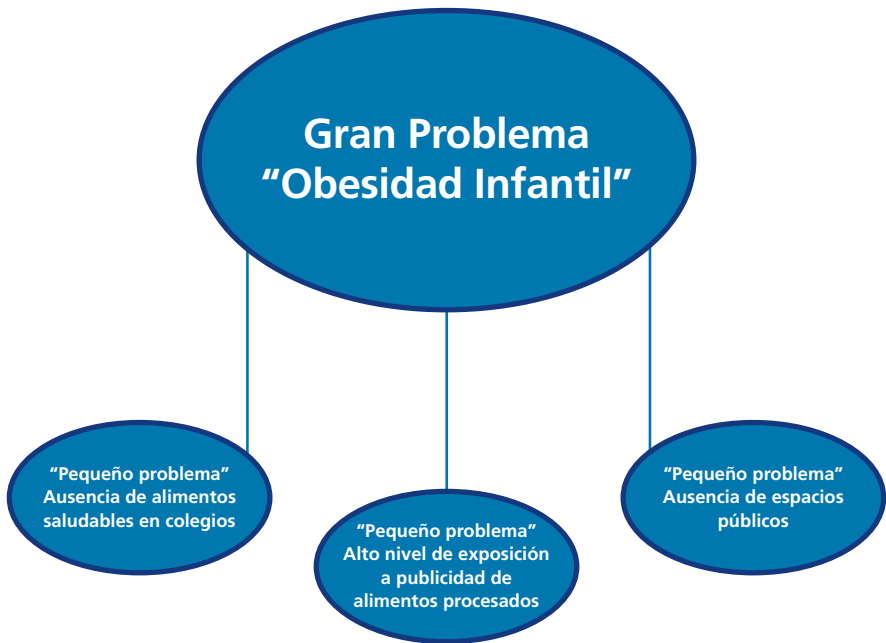 Gran Problema
“Obesidad Infantil”
“Pequeño problema”
Ausencia de alimentos
saludables en colegios
“Pequeño problema”
Alto nivel de exposición
a publicidad de
alimentos procesados
“Pequeño problema”
Ausencia de espacios
públicos